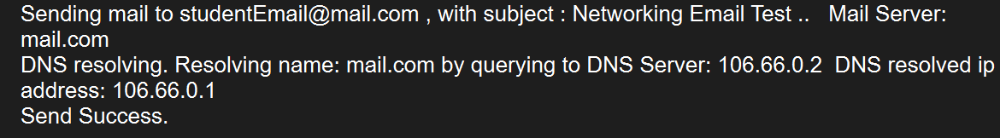 Sending mail to studentEmail@mail.com , with subject : Networking Email Test ..   Mail Server:
mail.com
DNS resolving. Resolving name: mail.com by querying to DNS Server: 106.66.0.2  DNS resolved ip
address: 106.66.0.1
Send Success.